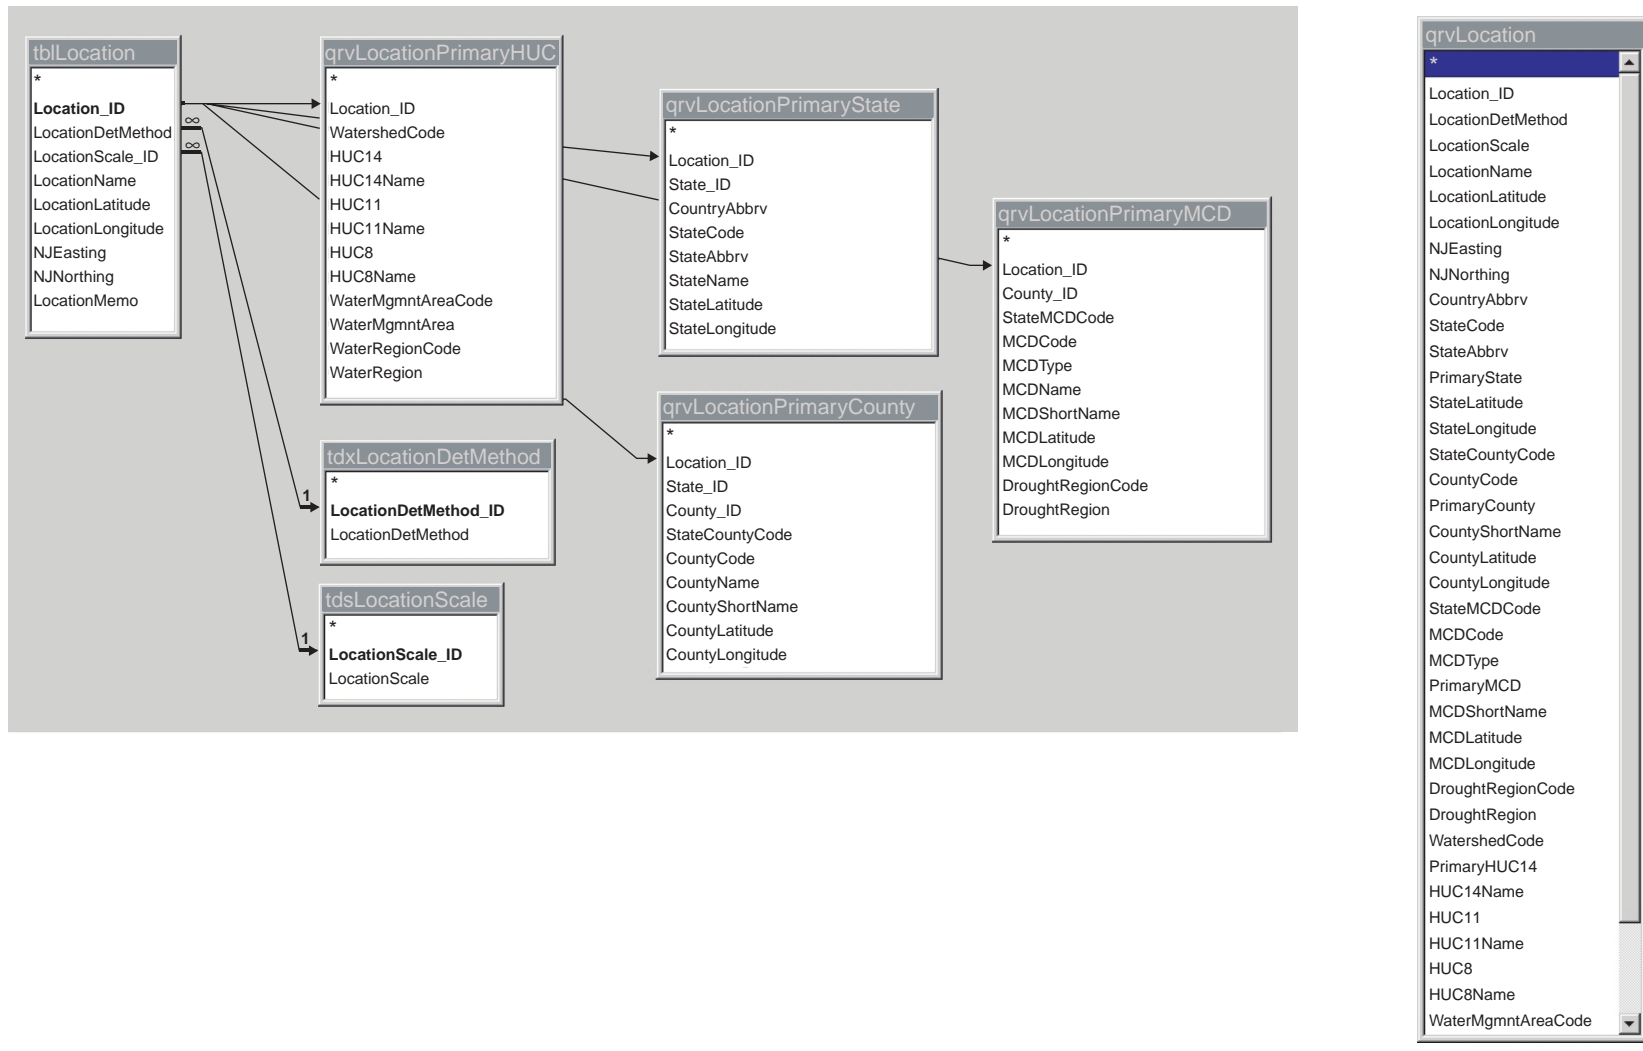 tblLocation
*
Location_ID
LocationDetMethod
LocationScale_ID
LocationName
LocationLatitude
LocationLongitude
NJEasting
NJNorthing
LocationMemo
∞
∞
1
1
qrvLocationPrimaryHUC
*
Location_ID
WatershedCode
HUC14
HUC14Name
HUC11
HUC11Name
HUC8
HUC8Name
WaterMgmntAreaCode
WaterMgmntArea
WaterRegionCode
WaterRegion
tdxLocationDetMethod
*
LocationDetMethod_ID
LocationDetMethod
tdsLocationScale
*
LocationScale_ID
LocationScale
qrvLocationPrimaryState
*
Location_ID
State_ID
CountryAbbrv
StateCode
StateAbbrv
StateName
StateLatitude
StateLongitude
qrvLocationPrimaryCounty
*
Location_ID
State_ID
County_ID
StateCountyCode
CountyCode
CountyName
CountyShortName
CountyLatitude
CountyLongitude
qrvLocationPrimaryMCD
*
Location_ID
County_ID
StateMCDCode
MCDCode
MCDType
MCDName
MCDShortName
MCDLatitude
MCDLongitude
DroughtRegionCode
DroughtRegion
qrvLocation
*
Location_ID
LocationDetMethod
LocationScale
LocationName
LocationLatitude
LocationLongitude
NJEasting
NJNorthing
CountryAbbrv
StateCode
StateAbbrv
PrimaryState
StateLatitude
StateLongitude
StateCountyCode
CountyCode
PrimaryCounty
CountyShortName
CountyLatitude
CountyLongitude
StateMCDCode
MCDCode
MCDType
PrimaryMCD
MCDShortName
MCDLatitude
MCDLongitude
DroughtRegionCode
DroughtRegion
WatershedCode
PrimaryHUC14
HUC14Name
HUC11
HUC11Name
HUC8
HUC8Name
WaterMgmntAreaCode